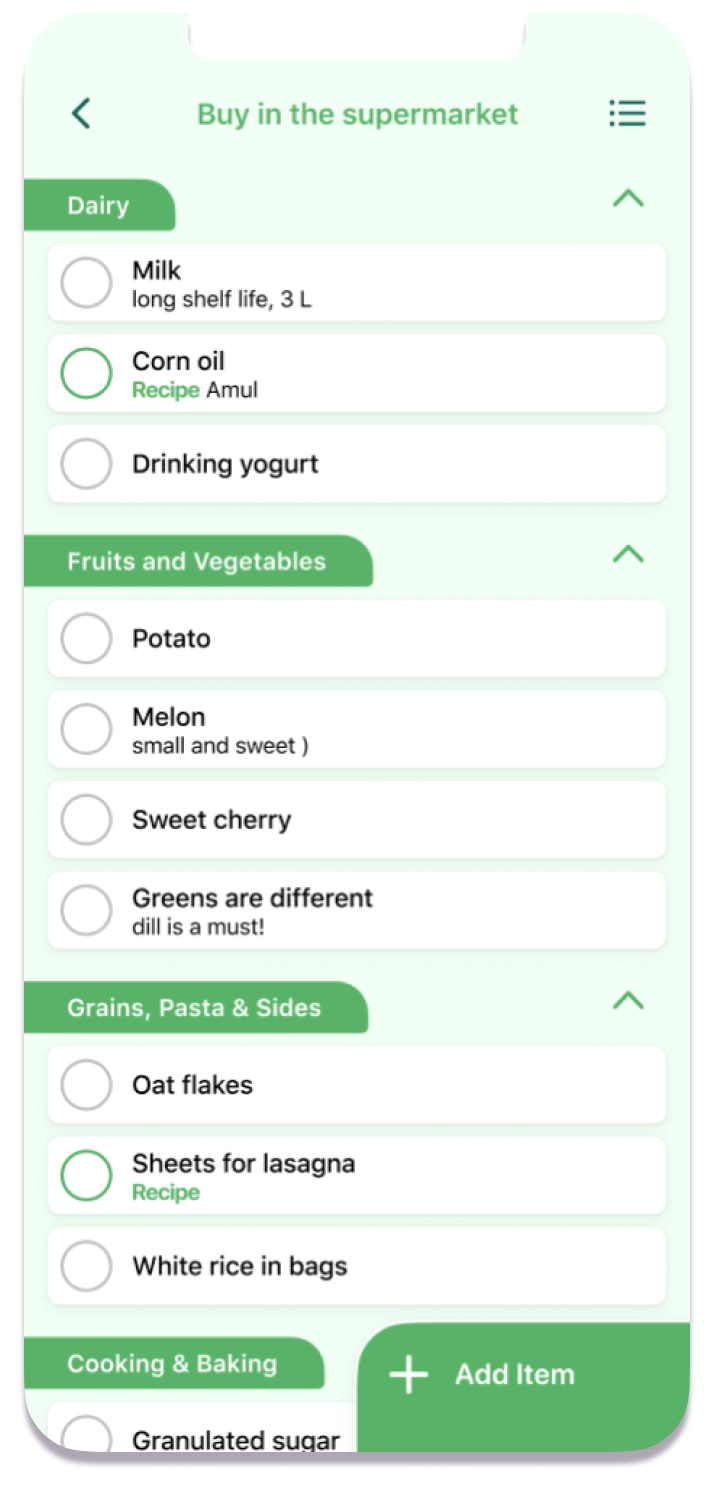 Buy in the supermarket
Dairy
Milk
long shelf life, 3 L
Corn oil
Recipe Amul
Drinking yogurt
Fruits and Vegetables
Potato
Melon
small and sweet )
Sweet cherry
Greens are different
dill is a must!
Grains, Pasta & Sides
Oat flakes
Sheets for lasagna
Recipe
White rice in bags
Cooking & Baking
Add Item
Granulated sugar